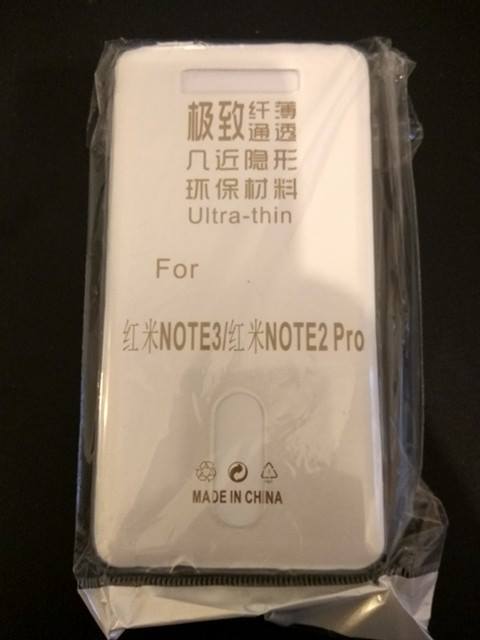 极致 纤薄
通透
几近隐形
环保材料
Ultra-thin
For
红米NOTE3/红米NOTE2 Pro
MADE IN CHINA